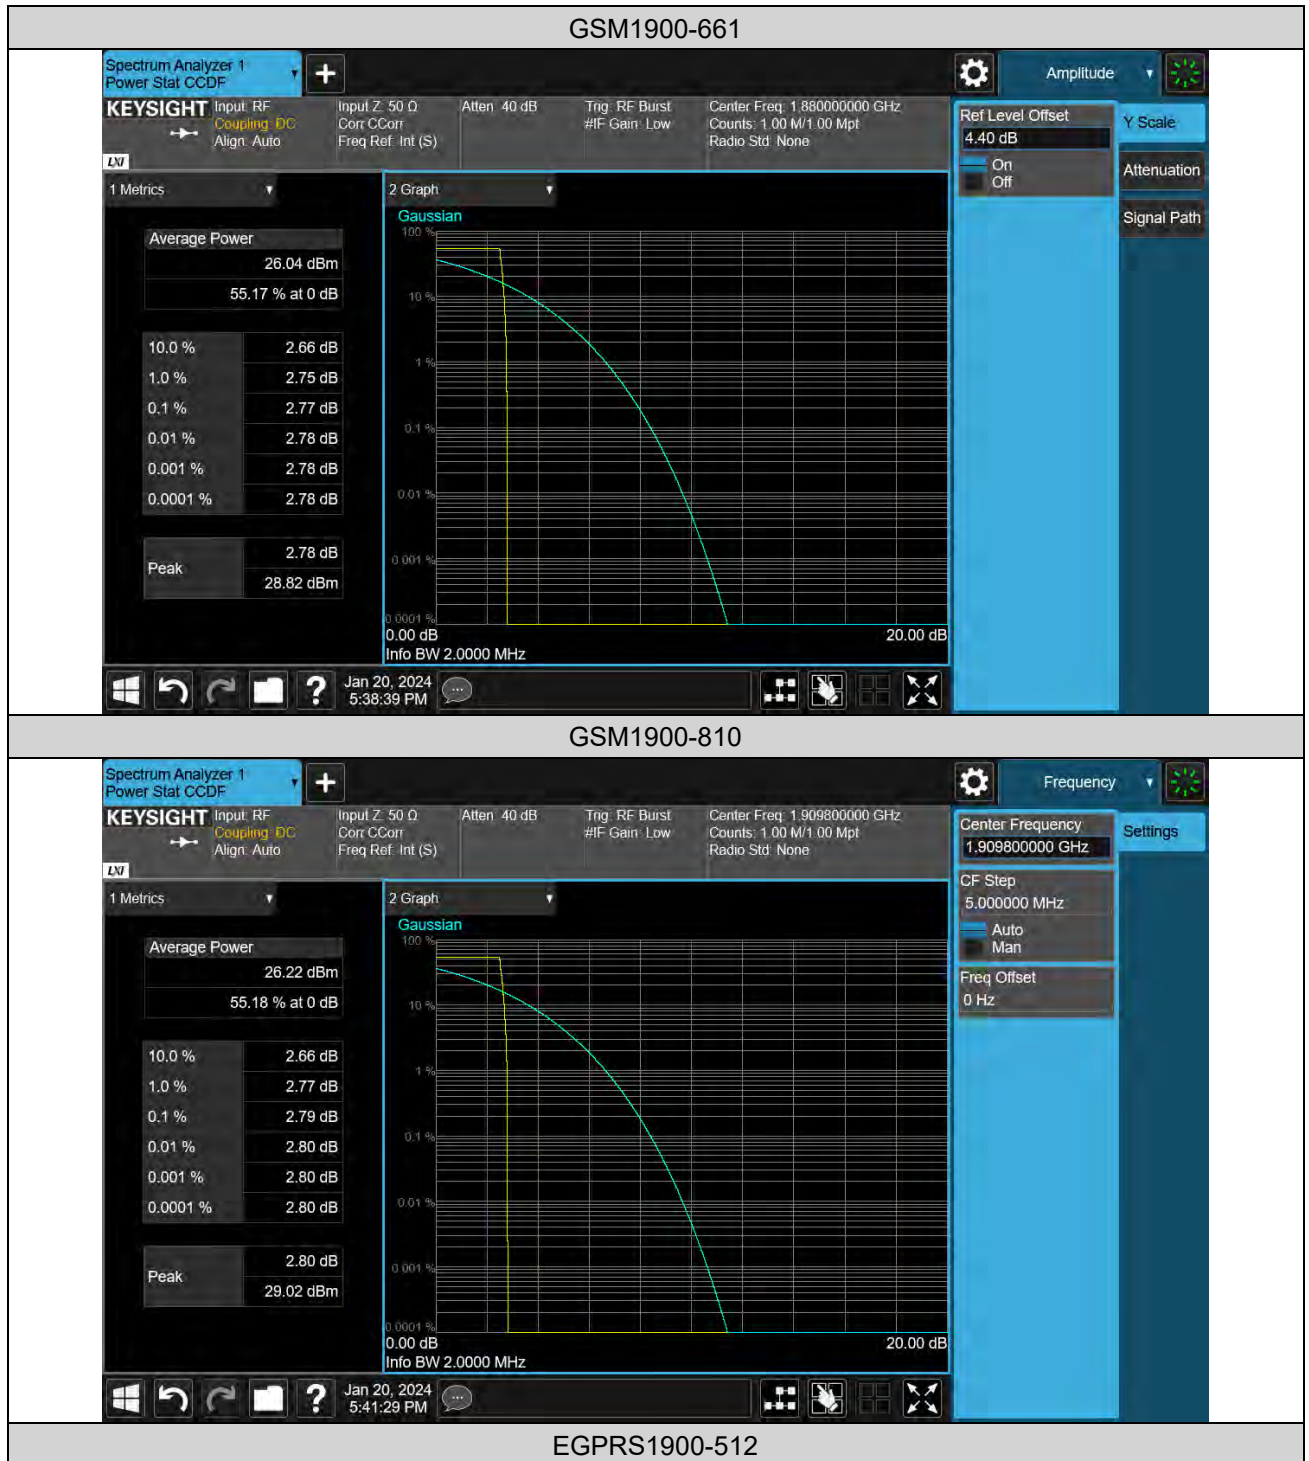 GSM1900-661
Spectrum Analyzer 1
Power Stat CCDF
Amplitude
KEYSIGHT
Input: RF
Coupling: DC
Align: Auto
Input Z: 50 Ω
Corr CCorr
Freq Ref: Int (S)
Atten: 40 dB
Trig: RF Burst
#IF Gain: Low
Center Freq: 1.880000000 GHz
Counts: 1.00 M/1.00 Mpt
Radio Std: None
LXI
Ref Level Offset
4.40 dB
On
Off
Y Scale
Attenuation
Signal Path
1 Metrics
Average Power
26.04 dBm
55.17 % at 0 dB
10.0 % 2.66 dB
1.0 % 2.75 dB
0.1 % 2.77 dB
0.01 % 2.78 dB
0.001 % 2.78 dB
0.0001 % 2.78 dB
Peak
2.78 dB
28.82 dBm
2 Graph
Gaussian
100 %
10 %
1 %
0.1 %
0.01 %
0.001 %
0.0001 %
0.00 dB
20.00 dB
Info BW 2.0000 MHz
?
Jan 20, 2024
5:38:39 PM
GSM1900-810
Spectrum Analyzer 1
Power Stat CCDF
Frequency
KEYSIGHT
Input: RF
Coupling: DC
Align: Auto
Input Z: 50 Ω
Corr CCorr
Freq Ref: Int (S)
Atten: 40 dB
Trig: RF Burst
#IF Gain: Low
Center Freq: 1.909800000 GHz
Counts: 1.00 M/1.00 Mpt
Radio Std: None
LXI
Center Frequency
1.909800000 GHz
CF Step
5.000000 MHz
Auto
Man
Freq Offset
0 Hz
Settings
1 Metrics
Average Power
26.22 dBm
55.18 % at 0 dB
10.0 % 2.66 dB
1.0 % 2.77 dB
0.1 % 2.79 dB
0.01 % 2.80 dB
0.001 % 2.80 dB
0.0001 % 2.80 dB
Peak
2.80 dB
29.02 dBm
2 Graph
Gaussian
100 %
10 %
1 %
0.1 %
0.01 %
0.001 %
0.0001 %
0.00 dB
20.00 dB
Info BW 2.0000 MHz
?
Jan 20, 2024
5:41:29 PM
EGPRS1900-512